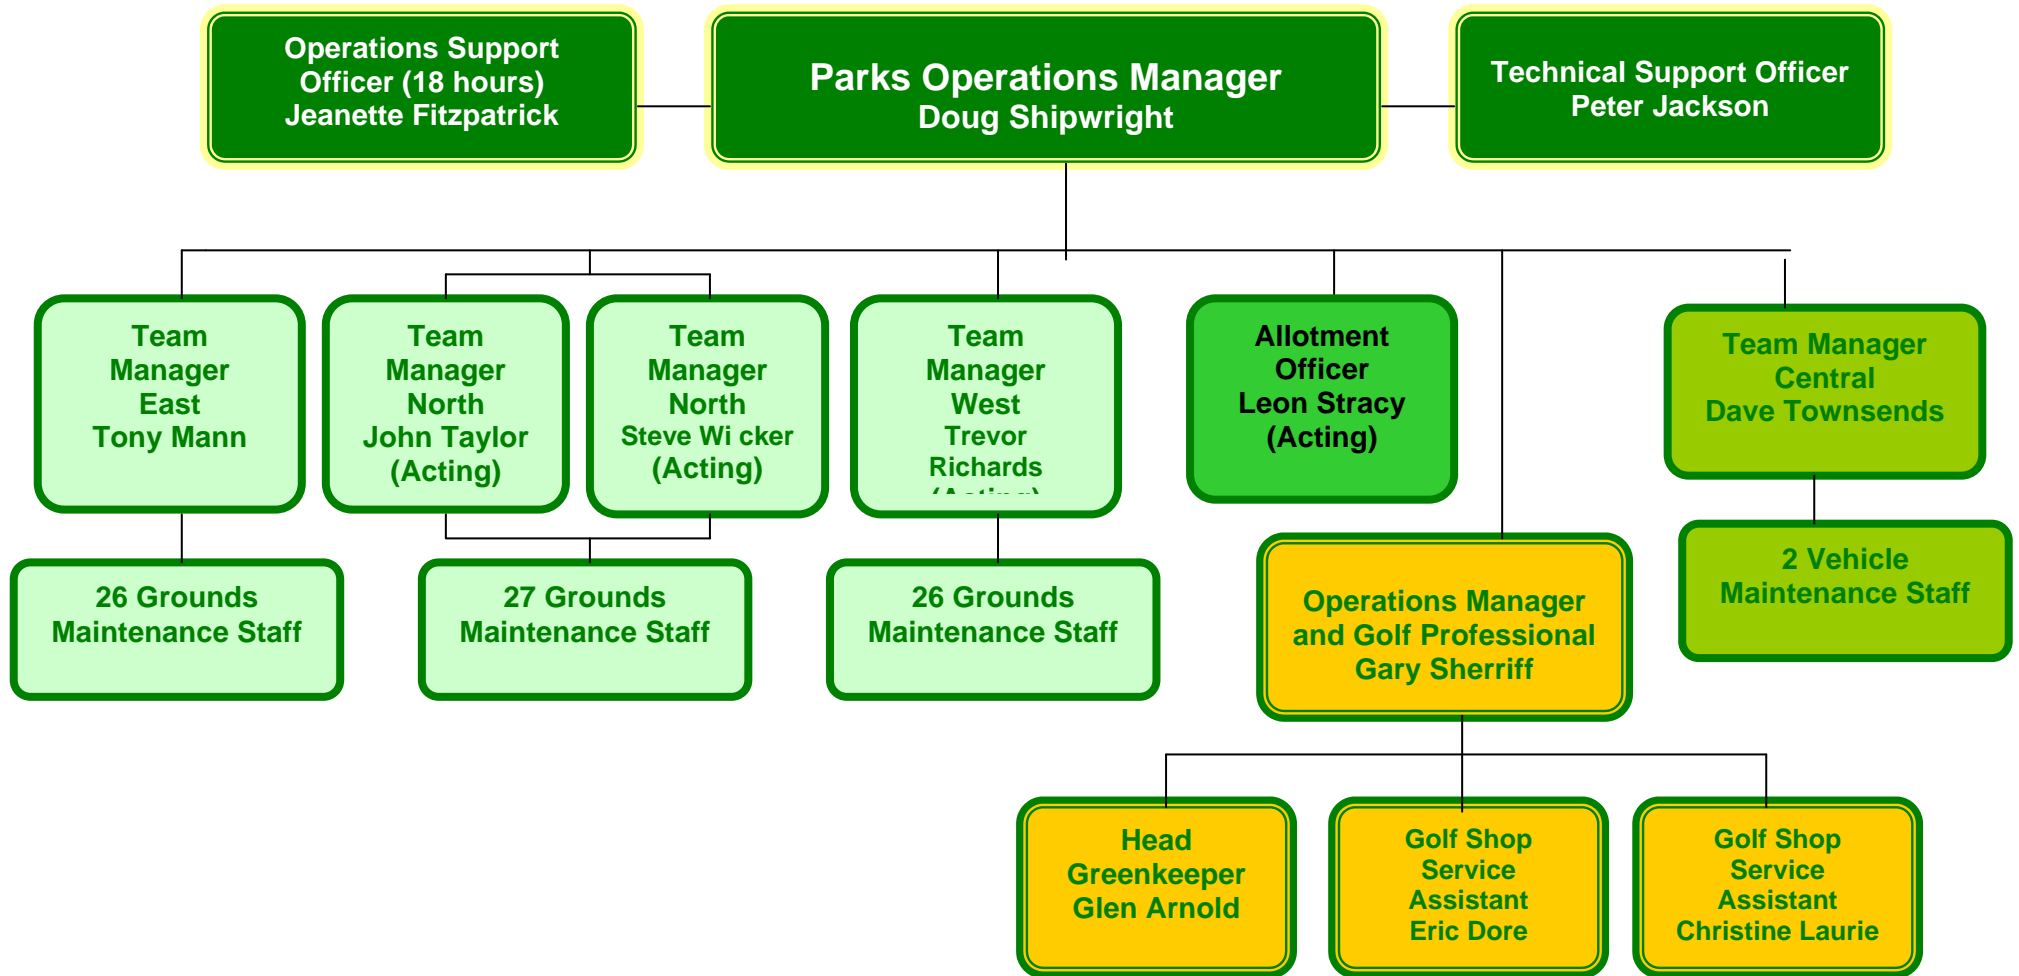 Operations Support
Officer (18 hours)
Jeanette Fitzpatrick
Parks Operations Manager
Doug Shipwright
Technical Support Officer
Peter Jackson
Team
Manager
East
Tony Mann
Team
Manager
North
John Taylor
(Acting)
Team
Manager
North
Steve Wi cker
(Acting)
Team
Manager
West
Trevor
Richards
(Acting)
Allotment
Officer
Leon Stracy
(Acting)
Team Manager
Central
Dave Townsends
26 Grounds
Maintenance Staff
27 Grounds
Maintenance Staff
26 Grounds
Maintenance Staff
Operations Manager
and Golf Professional
Gary Sherriff
2 Vehicle
Maintenance Staff
Head
Greenkeeper
Glen Arnold
Golf Shop
Service
Assistant
Eric Dore
Golf Shop
Service
Assistant
Christine Laurie